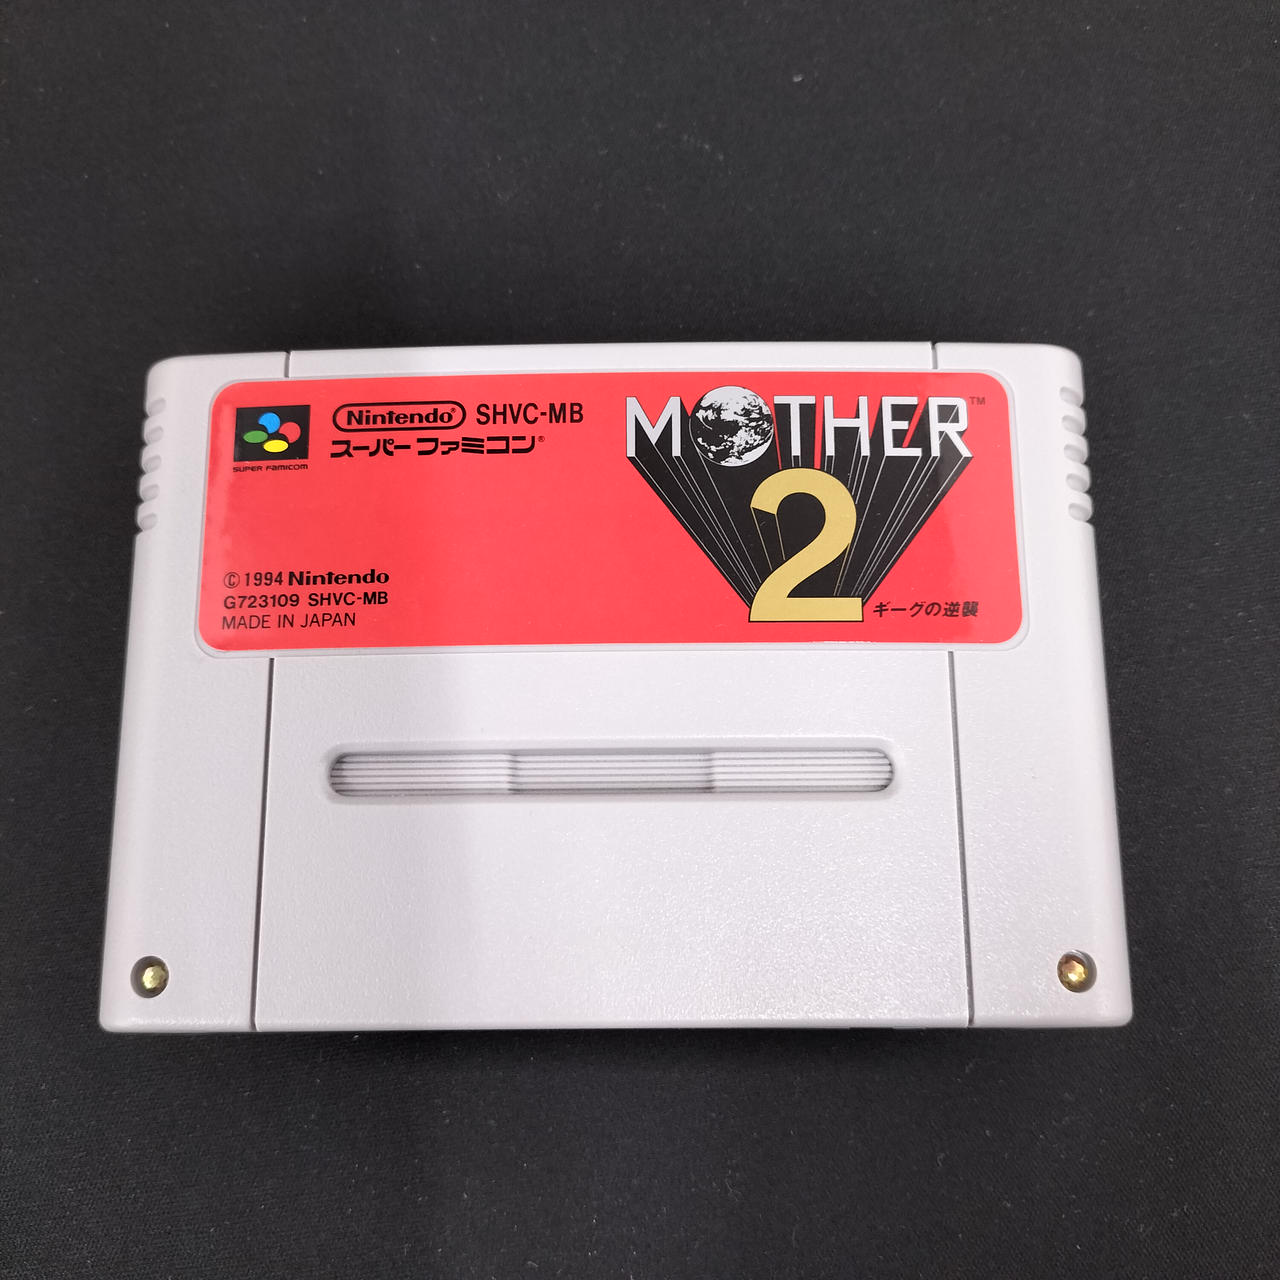 SUPER FAMICOM
Nintendo® SHVC-MB
スーパーファミコン®
MOTHER™
2
ギーグの逆襲
©1994 Nintendo
G723109 SHVC-MB
MADE IN JAPAN